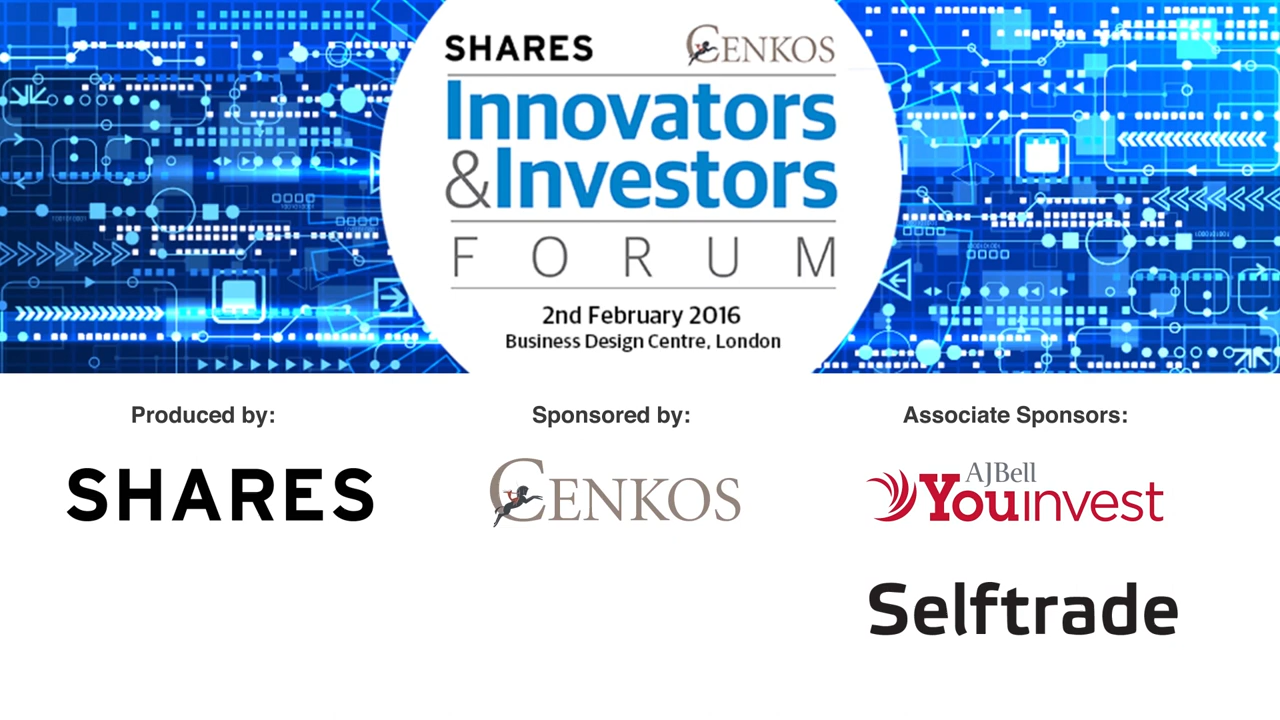 SHARES CENKOS
Innovators
&Investors
FORUM
2nd February 2016
Business Design Centre, London
Produced by: Sponsored by: Associate Sponsors:
SHARES CENKOS AJBell
Youinvest
Selftrade